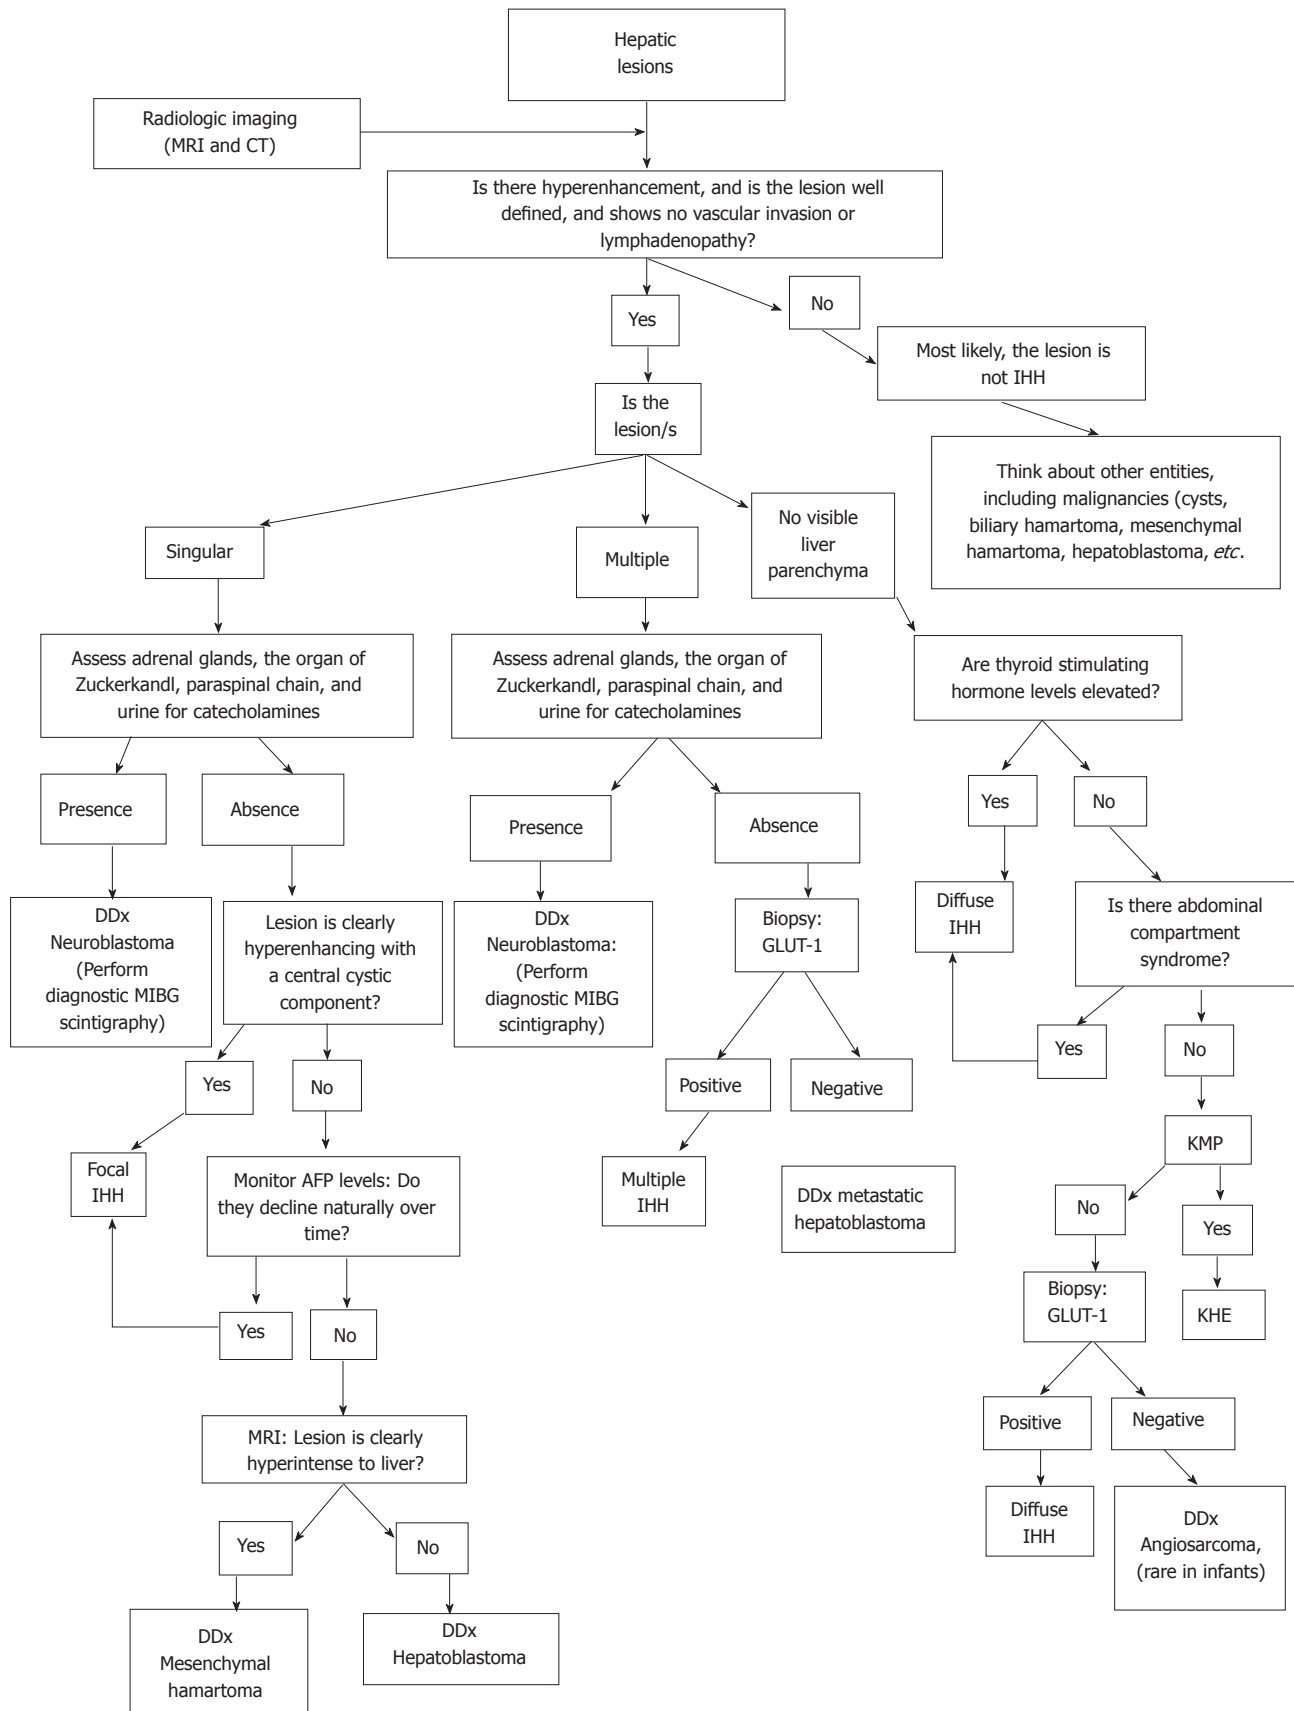 Hepatic
lesions
Radiologic imaging
(MRI and CT)
Is there hyperenhancement, and is the lesion well
defined, and shows no vascular invasion or
lymphadenopathy?
Yes
No
Most likely, the lesion is
not IHH
Think about other entities,
including malignancies (cysts,
biliary hamartoma, mesenchymal
hamartoma, hepatoblastoma, etc.
Is the
lesion/s
Singular
Multiple
No visible
liver
parenchyma
Assess adrenal glands, the organ of
Zuckerkandl, paraspinal chain, and
urine for catecholamines
Presence
Absence
DDx
Neuroblastoma
(Perform
diagnostic MIBG
scintigraphy)
Lesion is clearly
hyperenhancing with
a central cystic
component?
Yes
No
Focal
IHH
Monitor AFP levels: Do
they decline naturally over
time?
Yes
No
MRI: Lesion is clearly
hyperintense to liver?
Yes
No
DDx
Mesenchymal
hamartoma
DDx
Hepatoblastoma
Assess adrenal glands, the organ of
Zuckerkandl, paraspinal chain, and
urine for catecholamines
Presence
Absence
DDx
Neuroblastoma:
(Perform
diagnostic MIBG
scintigraphy)
Biopsy:
GLUT-1
Positive
Negative
Multiple
IHH
DDx metastatic
hepatoblastoma
Are thyroid stimulating
hormone levels elevated?
Yes
No
Diffuse
IHH
Is there abdominal
compartment
syndrome?
Yes
No
KMP
No
Yes
Biopsy:
GLUT-1
KHE
Positive
Negative
Diffuse
IHH
DDx
Angiosarcoma,
(rare in infants)